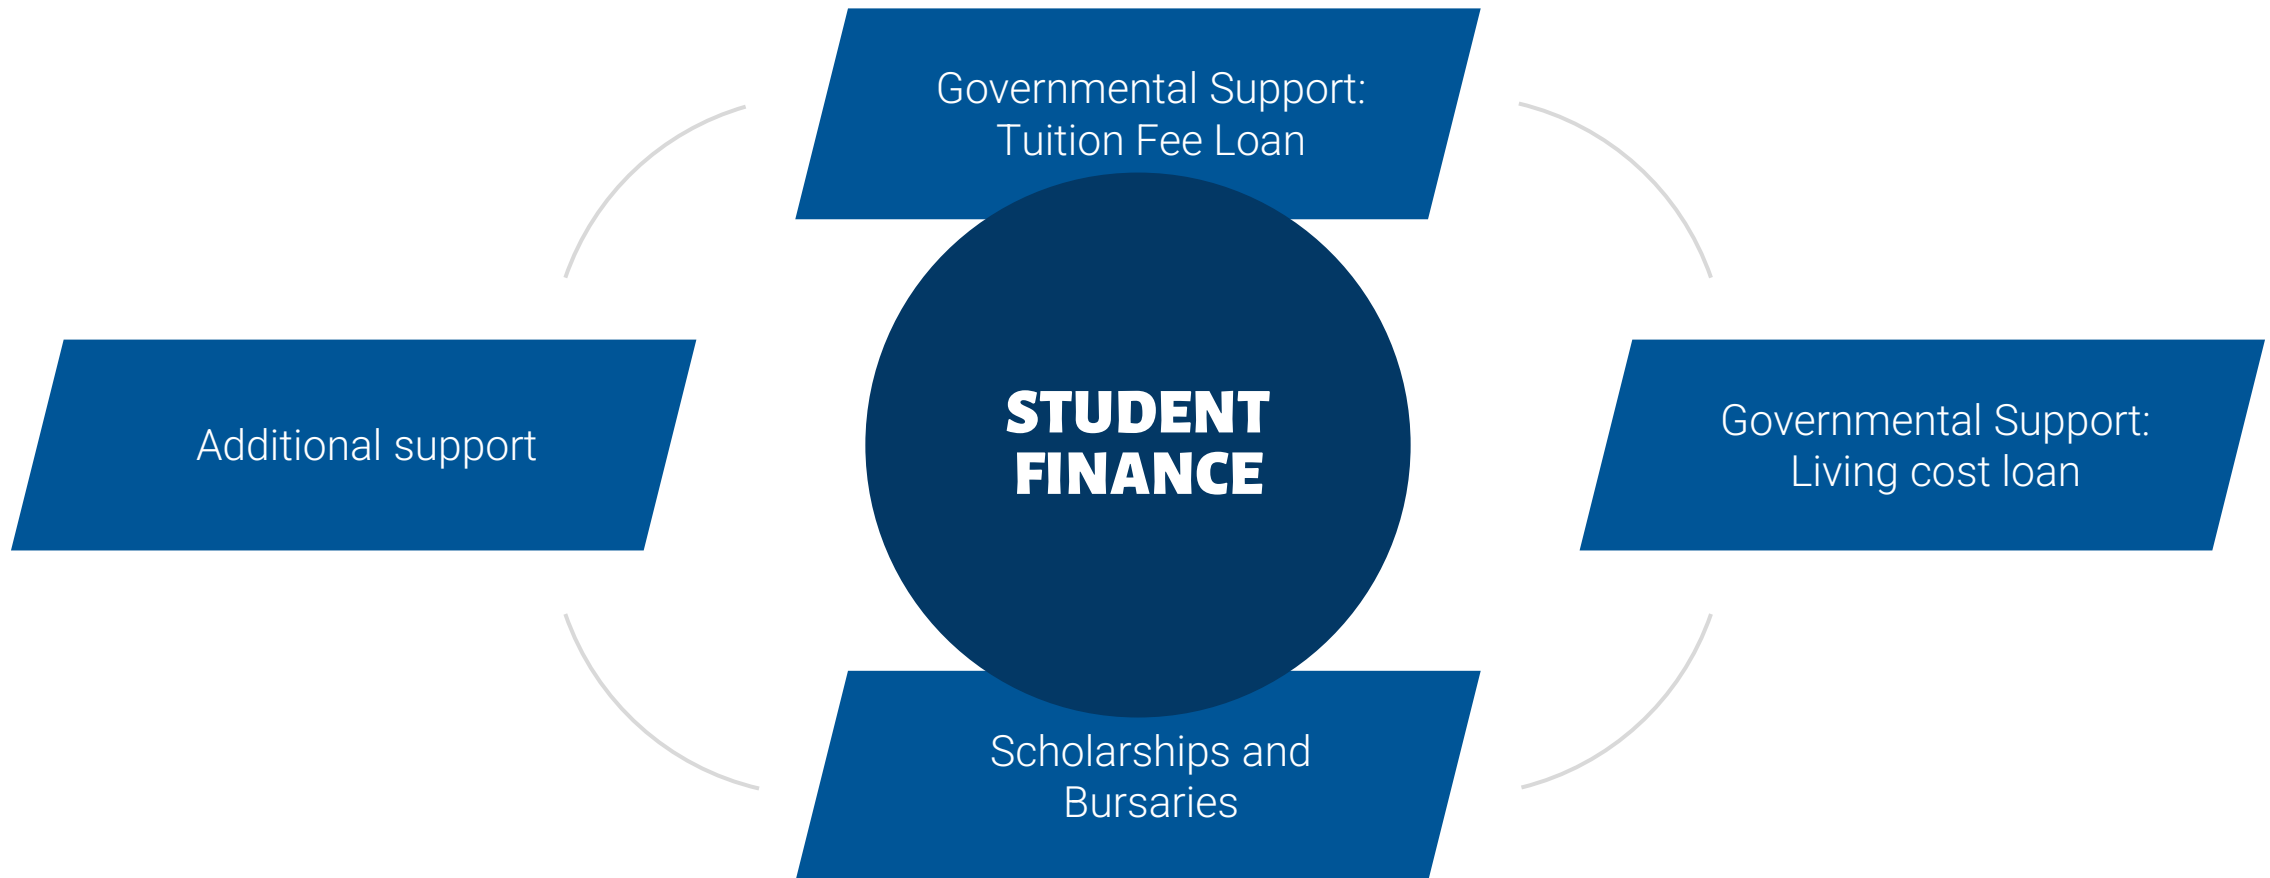 Governmental Support:
Tuition Fee Loan
Additional support
STUDENT
FINANCE
Governmental Support:
Living cost loan
Scholarships and
Bursaries